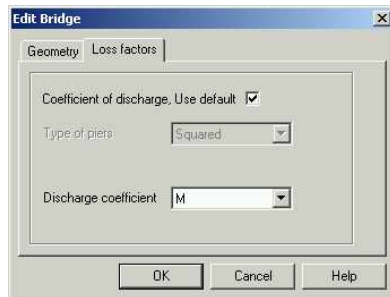 Edit Bridge
Geometry Loss factors
Coefficient of discharge, Use default
Type of piers Squared
Discharge coefficient M
OK Cancel Help